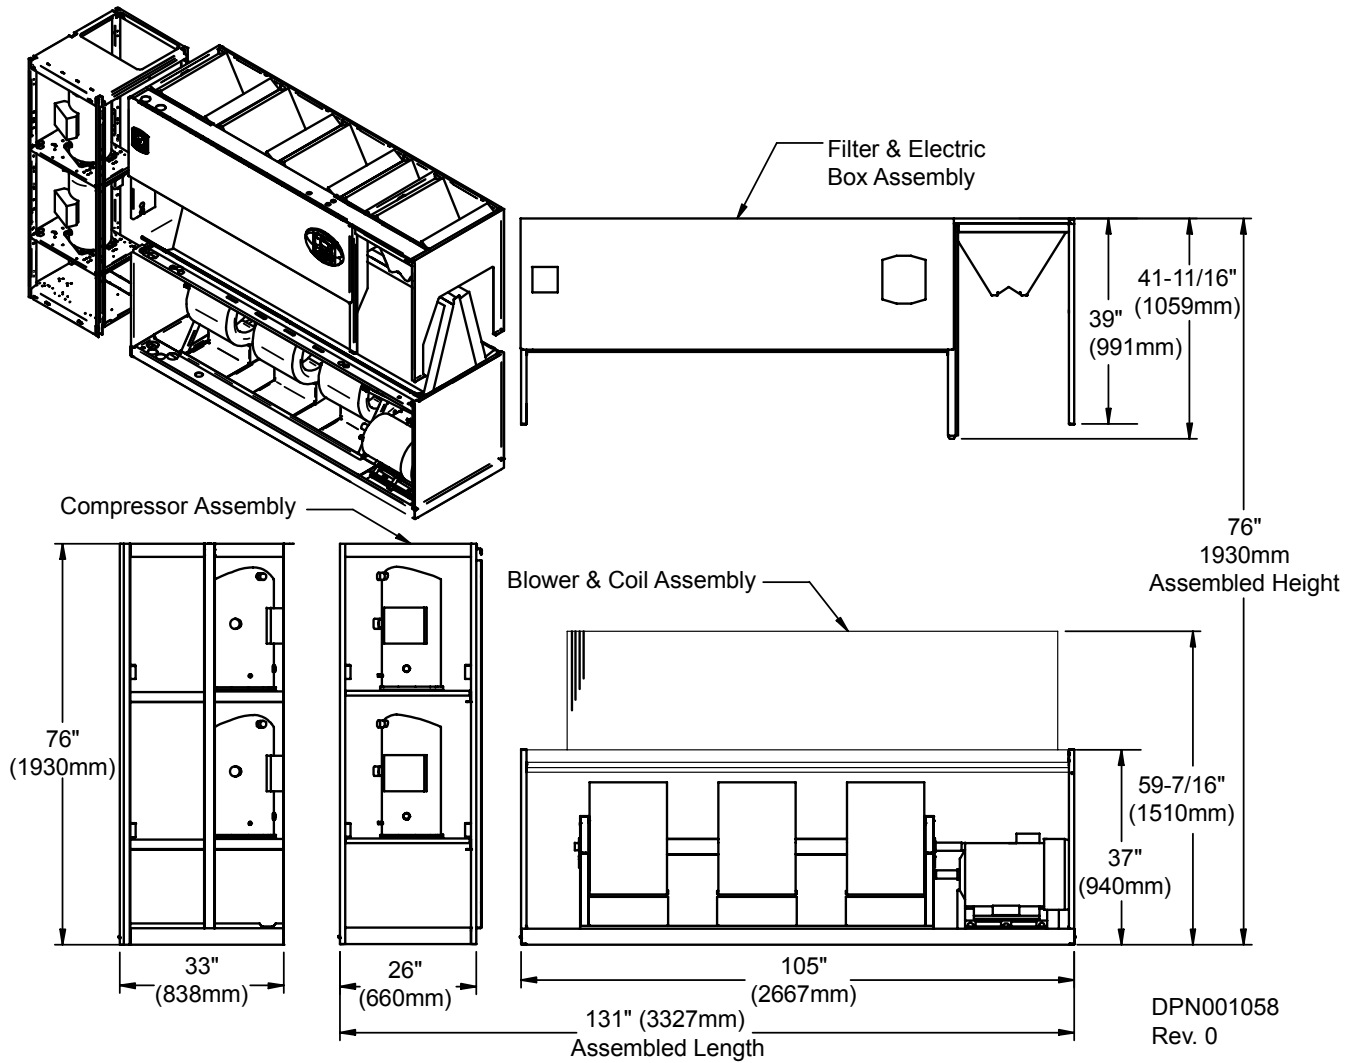 Filter & Electric
Box Assembly
41-11/16"
(1059mm)
39"
(991mm)
Compressor Assembly
76"
1930mm
Assembled Height
Blower & Coil Assembly
76"
(1930mm)
59-7/16"
(1510mm)
37"
(940mm)
33"
(838mm)
26"
(660mm)
105"
(2667mm)
131" (3327mm)
Assembled Length
DPN001058
Rev. 0